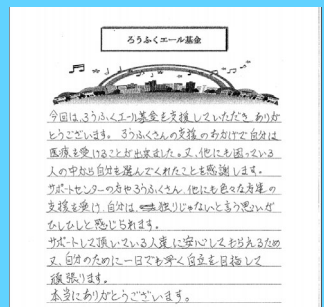 ろうふくエール基金
今回は、ろうふくエール基金を支援していただき ありが
とうございます。 ろうふくさんの支援のおかげで自分は
医療を受けることが出来ました。又、他にも困っている
人の中から自分を選んでくれたことも感謝します。
サポートセンターの方やろうふくさん、他にも色々な方達の
支援を受け、自分は、独りじゃないと言う思いが
ひしひしと感じられます。
サポートして頂いている人達に安心してもらえるため
又、自分のために一日でも早く自立を目指して
頑張ります。
本当にありがとうございます。